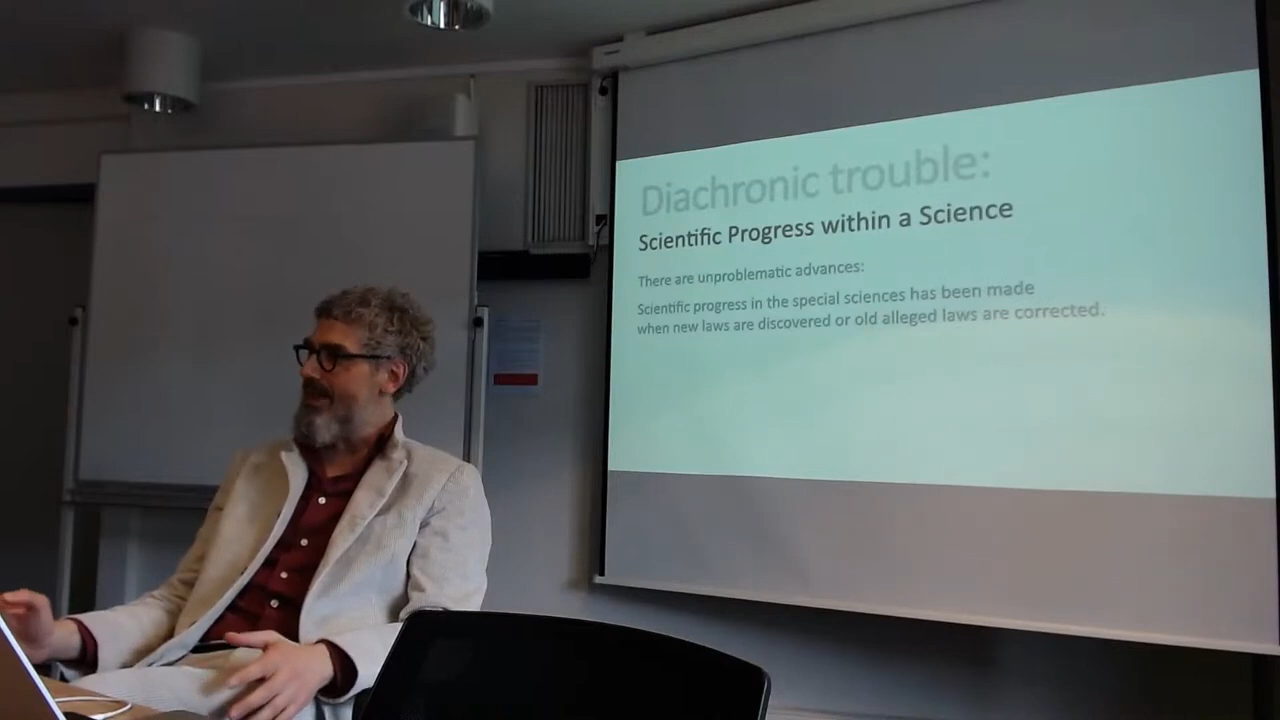 Diachronic trouble:
Scientific Progress within a Science
There are unproblematic advances:
Scientific progress in the special sciences has been made
when new laws are discovered or old alleged laws are corrected.